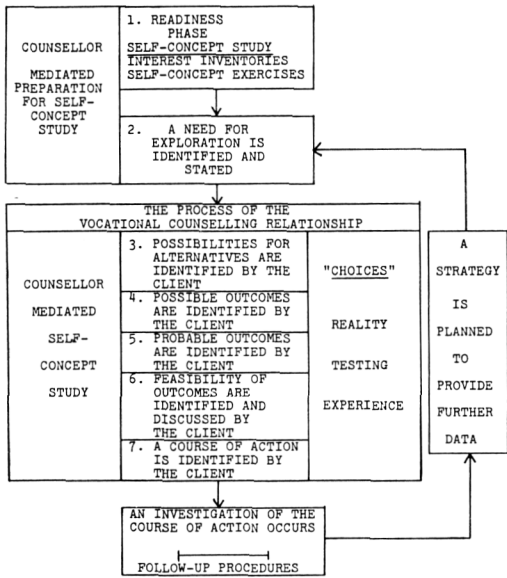 COUNSELLOR
MEDIATED
PREPARATION
FOR SELF-
CONCEPT
STUDY
1. READINESS
PHASE
SELF-CONCEPT STUDY
INTEREST INVENTORIES
SELF-CONCEPT EXERCISES
2. A NEED FOR
EXPLORATION IS
IDENTIFIED AND
STATED
THE PROCESS OF THE
VOCATIONAL COUNSELLING RELATIONSHIP
COUNSELLOR
MEDIATED
SELF-
CONCEPT
STUDY
3. POSSIBILITIES FOR
ALTERNATIVES ARE
IDENTIFIED BY THE
CLIENT
4. POSSIBLE OUTCOMES
ARE IDENTIFIED BY
THE CLIENT
5. PROBABLE OUTCOMES
ARE IDENTIFIED BY
THE CLIENT
6. FEASIBILITY OF
OUTCOMES ARE
IDENTIFIED AND
DISCUSSED BY
THE CLIENT
7. A COURSE OF ACTION
IS IDENTIFIED BY
THE CLIENT
"CHOICES"
REALITY
TESTING
EXPERIENCE
A
STRATEGY
IS
PLANNED
TO
PROVIDE
FURTHER
DATA
AN INVESTIGATION OF THE
COURSE OF ACTION OCCURS
FOLLOW-UP PROCEDURES